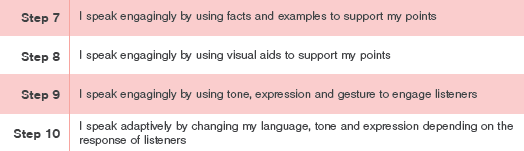 Step 7 I speak engagingly by using facts and examples to support my points
Step 8 I speak engagingly by using visual aids to support my points
Step 9 I speak engagingly by using tone, expression and gesture to engage listeners
Step 10 I speak adaptively by changing my language, tone and expression depending on the
response of listeners